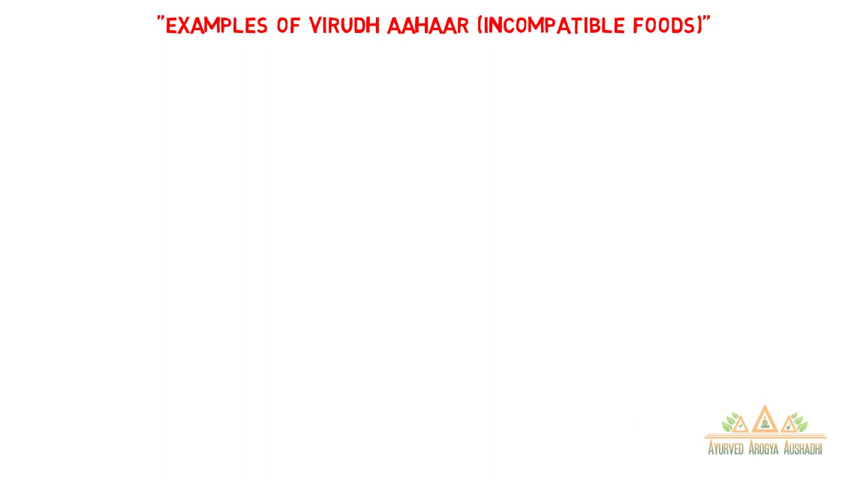 "EXAMPLES OF VIRUDH AAHAAR (INCOMPATIBLE FOODS)"
AYURVED AROGYA AUSHADHI